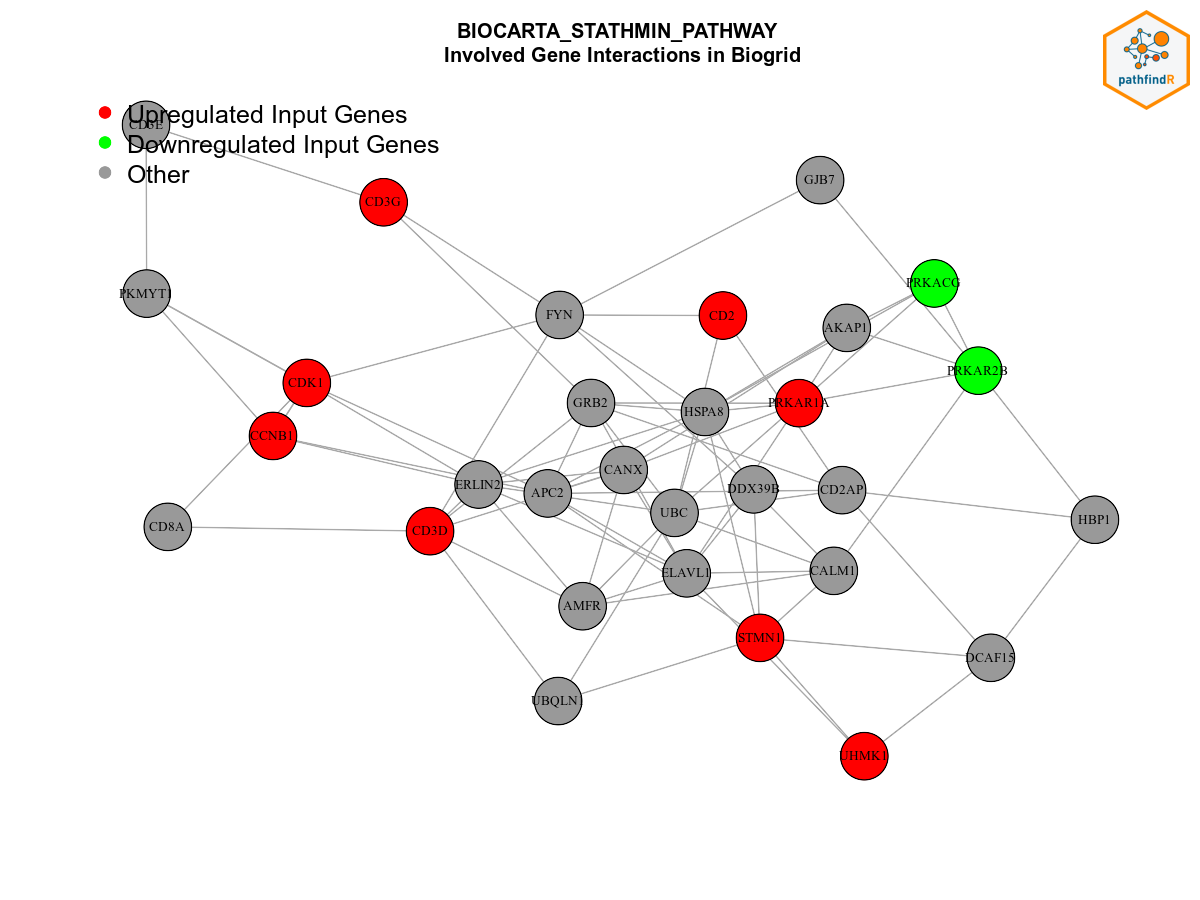 BIOCARTA_STATHMIN_PATHWAY
Involved Gene Interactions in Biogrid
pathfindR
Upregulated Input Genes
Downregulated Input Genes
Other
CD3G
GJB7
PRKACG
PKMYT1
FYN
CD2
AKAP1
PRKAR2B
CDK1
GRB2
HSPA8
PRKAR1A
CCNB1
CANX
ERLIN2
APC2
DDX39B
CD2AP
UBC
CD8A
CD3D
HBP1
ELAVL1
CALM1
AMFR
STMN1
DCAF15
UBQLN1
UHMK1